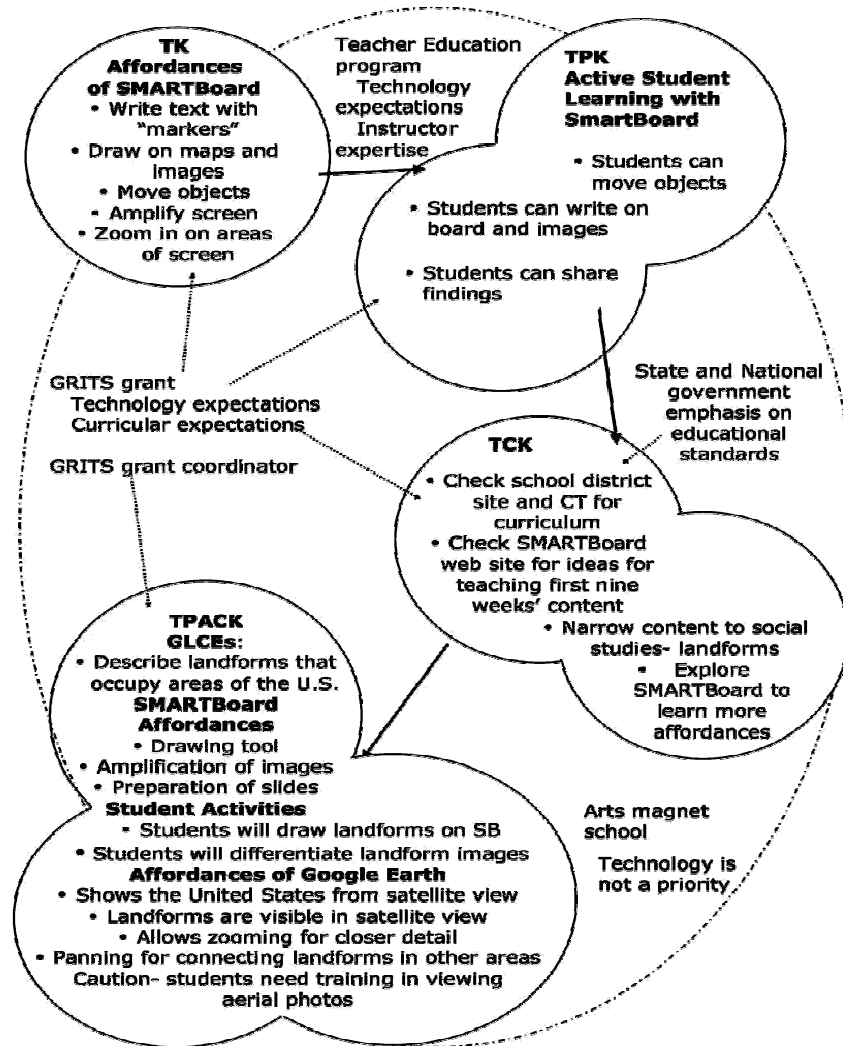 TK
Affordances
of SMARTBoard
• Write text with
"markers"
• Draw on maps and
images
• Move objects
• Amplify screen
• Zoom in on areas
of screen
Teacher Education
program
Technology
expectations
Instructor
expertise
TPK
Active Student
Learning with
SmartBoard
• Students can
move objects
• Students can write on
board and images
• Students can share
findings
GRITS grant
Technology expectations
Curricular expectations
GRITS grant coordinator
State and National
government
emphasis on
educational
standards
TCK
• Check school district
site and CT for
curriculum
• Check SMARTBoard
web site for ideas for
teaching first nine
weeks' content
• Narrow content to social
studies- landforms
• Explore
SMARTBoard to
learn more
affordances
TPACK
GLCEs:
• Describe landforms that
occupy areas of the U.S.
SMARTBoard
Affordances
• Drawing tool
• Amplification of images
• Preparation of slides
Student Activities
• Students will draw landforms on SB
• Students will differentiate landform images
Affordances of Google Earth
• Shows the United States from satellite view
• Landforms are visible in satellite view
• Allows zooming for closer detail
• Panning for connecting landforms in other areas
Caution- students need training in viewing
aerial photos
Arts magnet
school
Technology is
not a priority